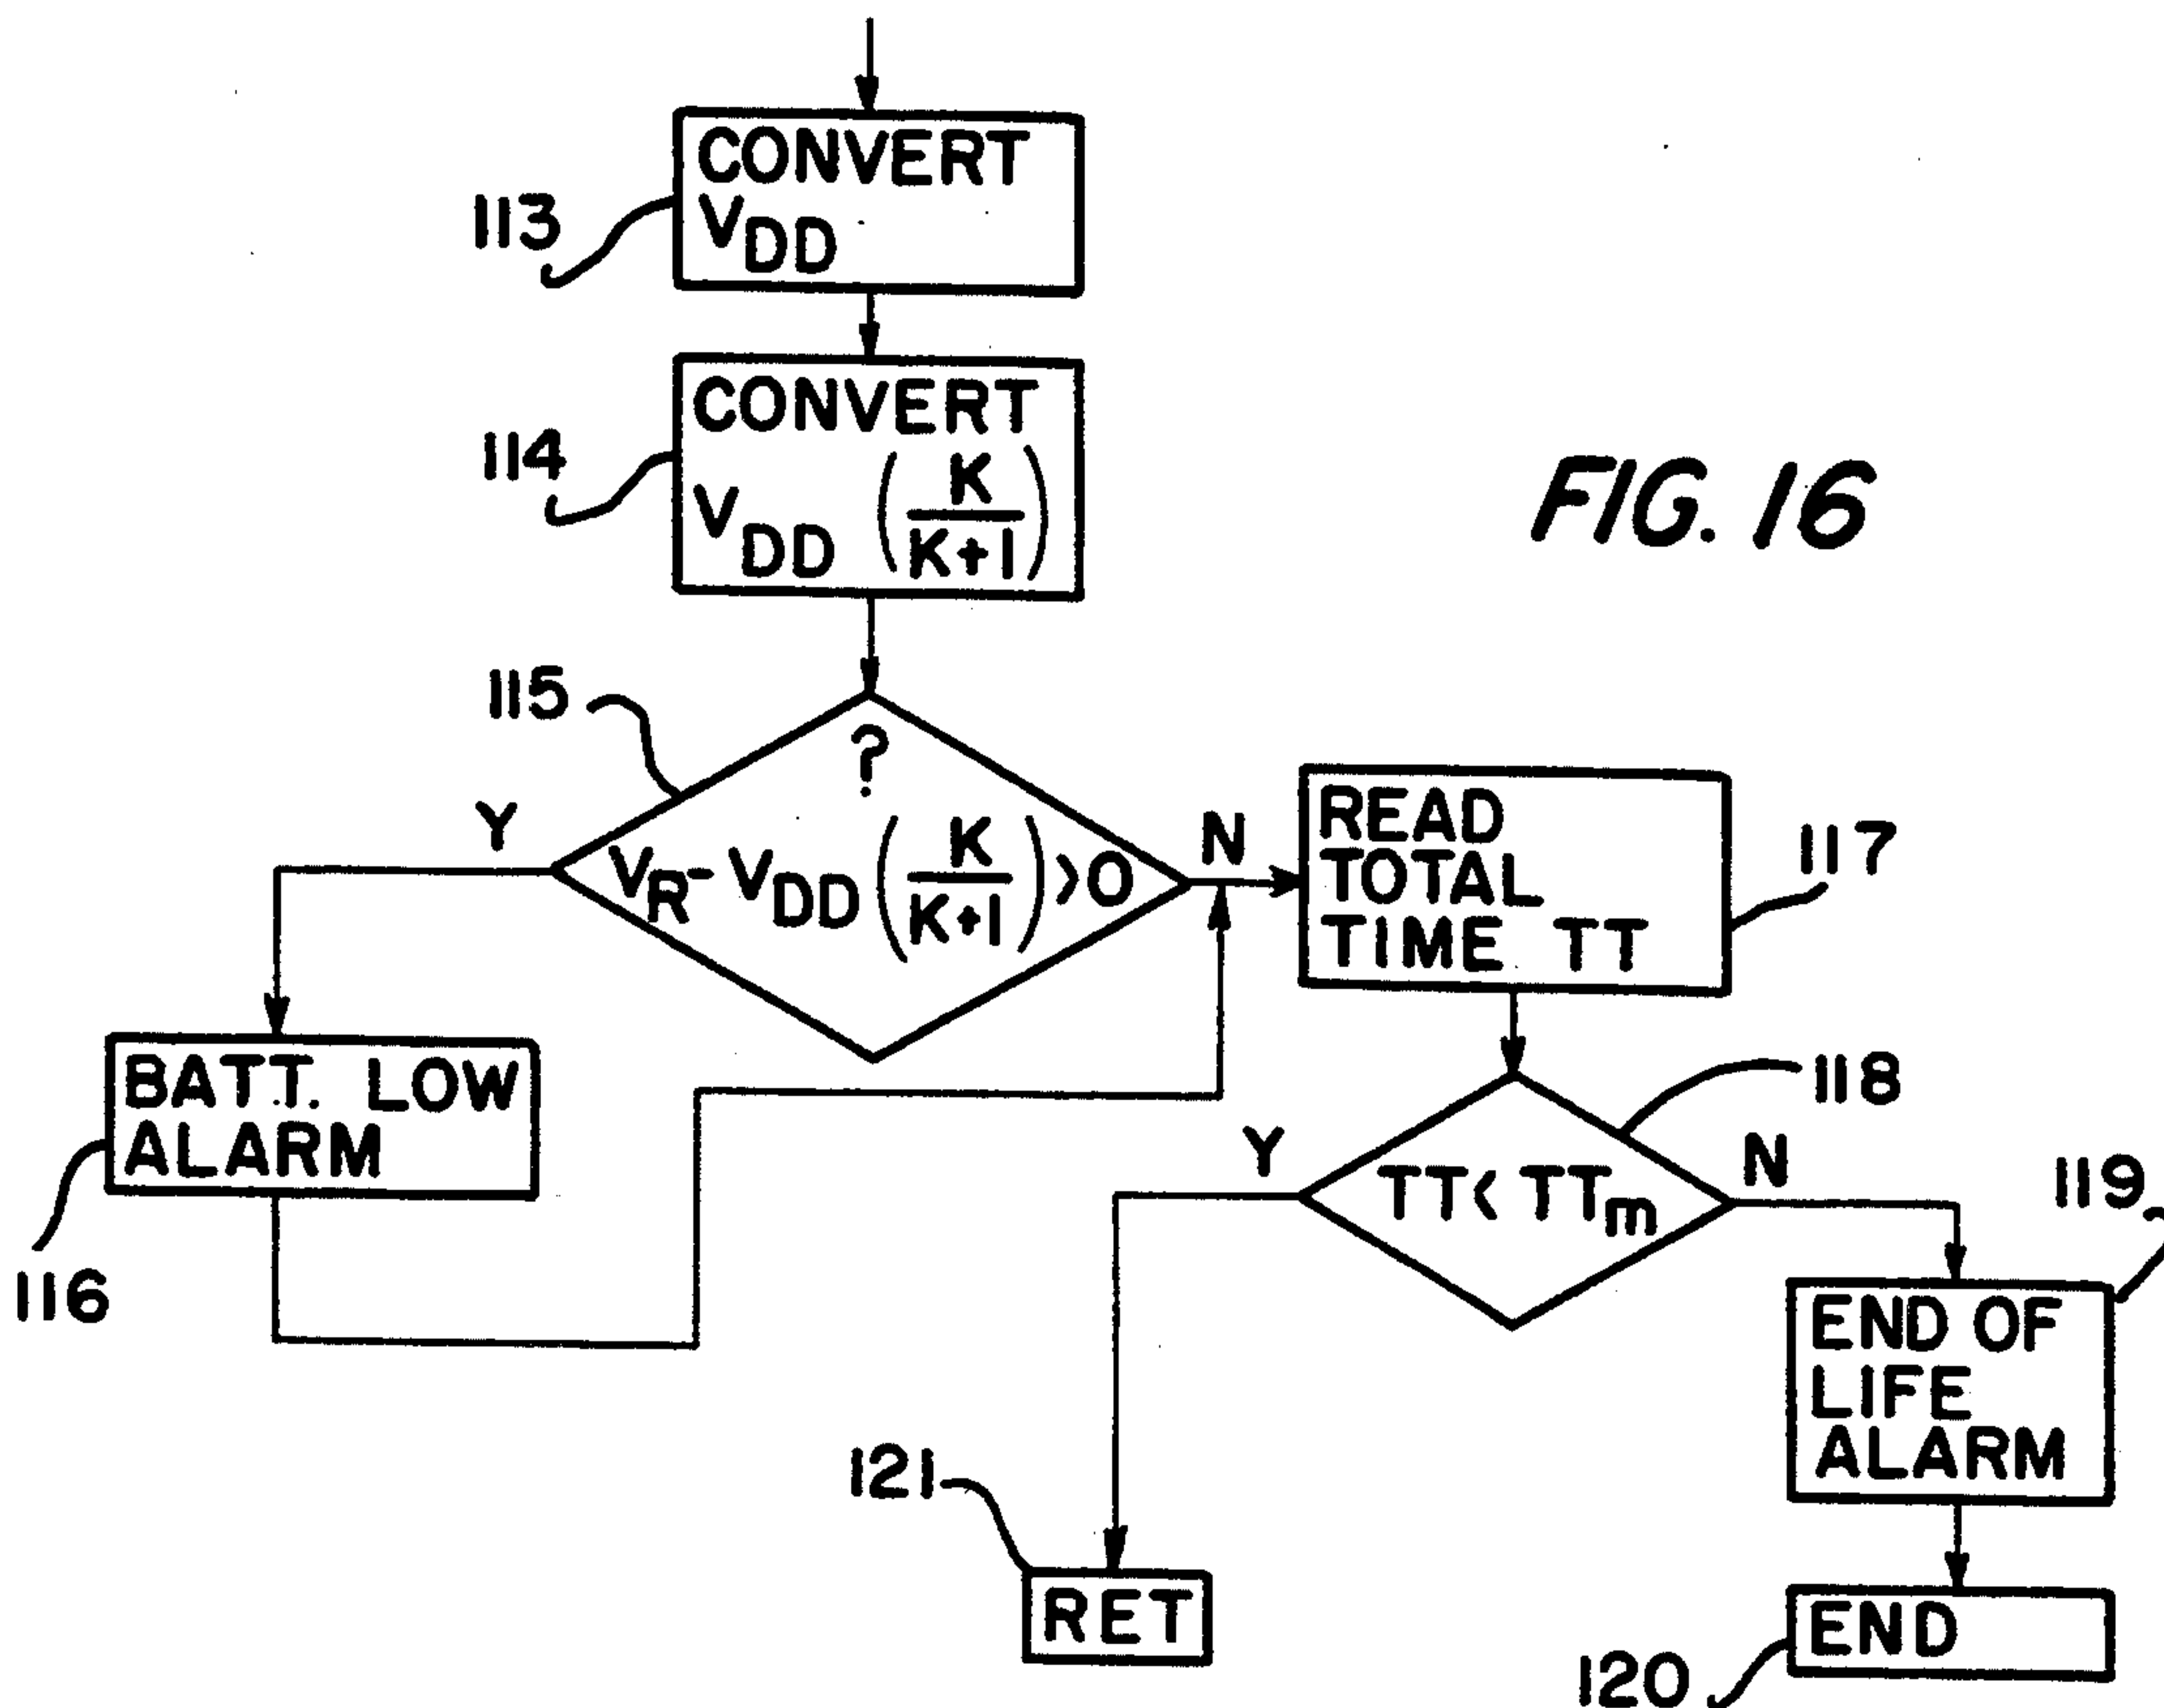 CONVERT
VDD
113
CONVERT
VDD (K/K+1)
114
FIG. 16
115
?
Y
VR - VDD (K/K+1) >0
N
READ
TOTAL
TIME TT
117
BATT. LOW
ALARM
116
118
Y
TT< TTm
N
119
END OF
LIFE
ALARM
121
RET
END
120